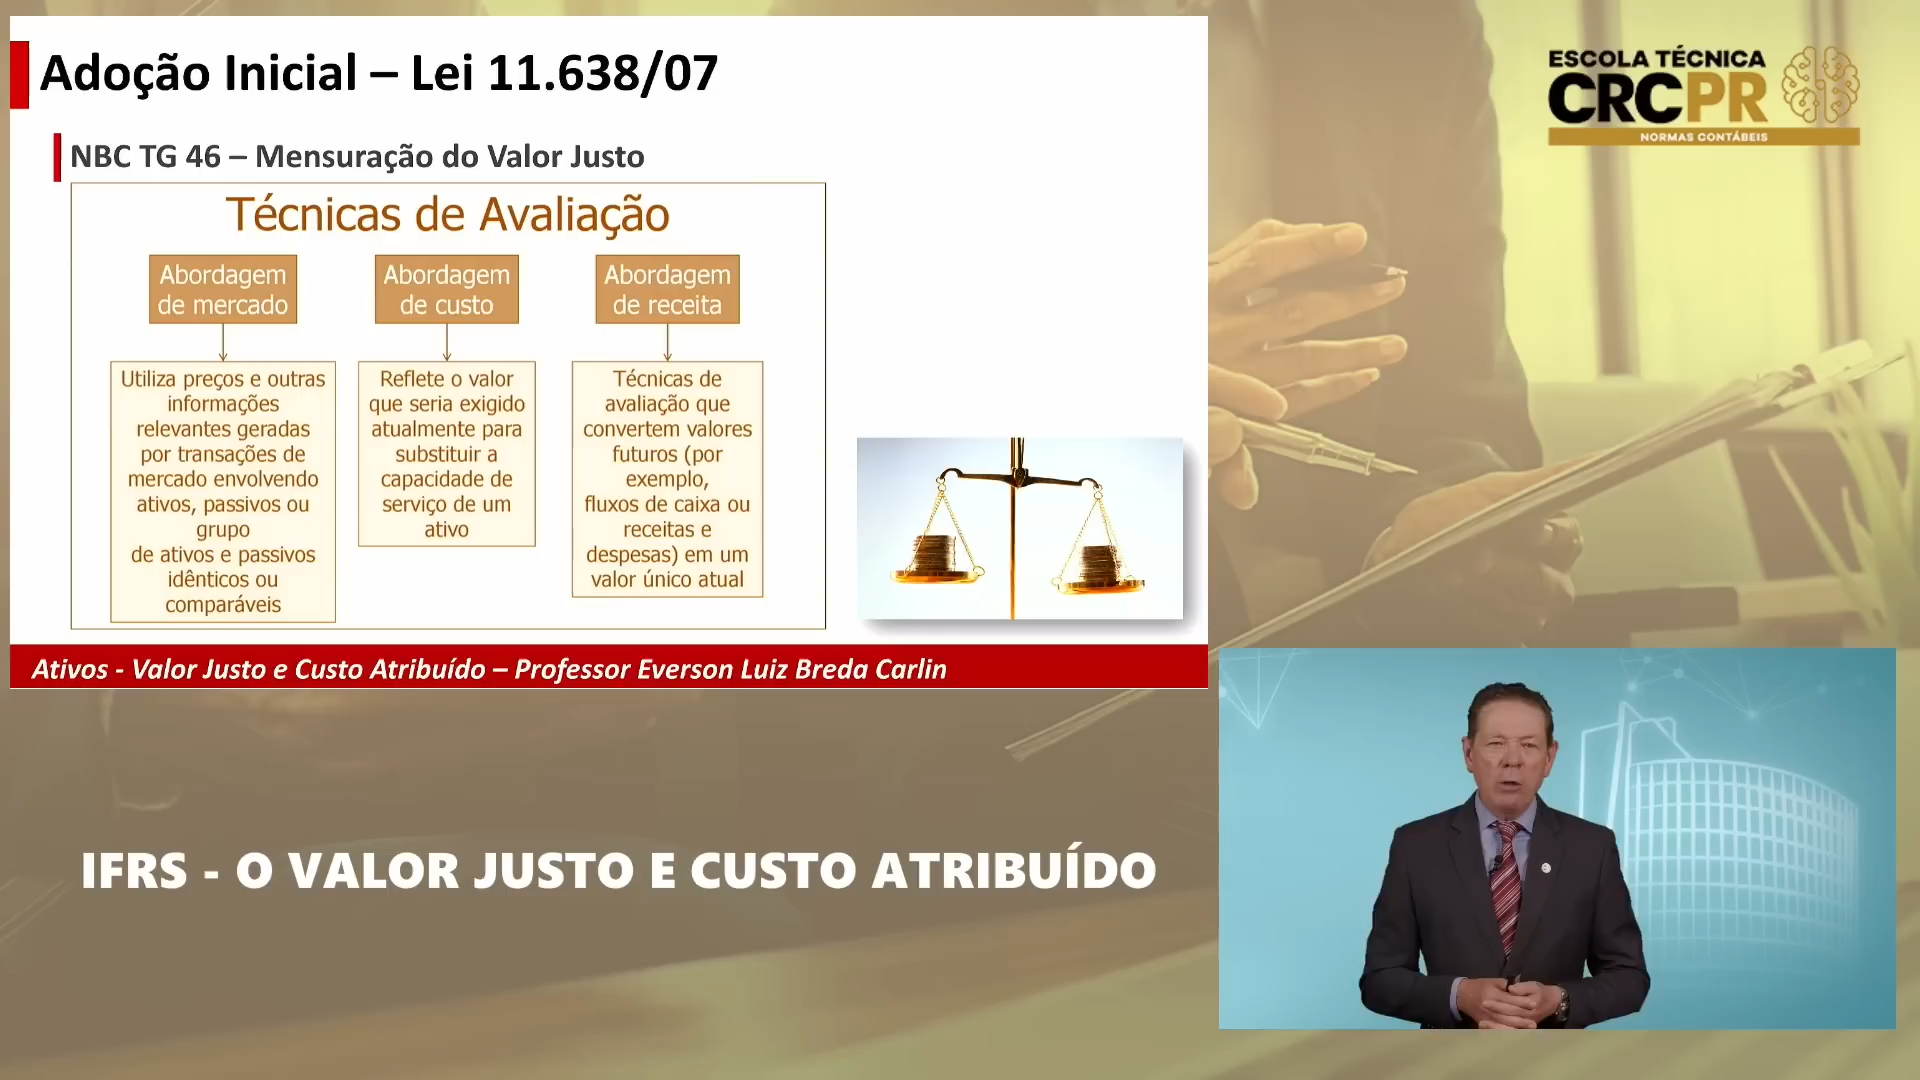 Adoção Inicial – Lei 11.638/07
NBC TG 46 – Mensuração do Valor Justo
Técnicas de Avaliação
Abordagem
de mercado
Utiliza preços e outras
informações
relevantes geradas
por transações de
mercado envolvendo
ativos, passivos ou
grupo
de ativos e passivos
idênticos ou
comparáveis
Abordagem
de custo
Reflete o valor
que seria exigido
atualmente para
substituir a
capacidade de
serviço de um
ativo
Abordagem
de receita
Técnicas de
avaliação que
convertem valores
futuros (por
exemplo,
fluxos de caixa ou
receitas e
despesas) em um
valor único atual
Ativos - Valor Justo e Custo Atribuído – Professor Everson Luiz Breda Carlin
ESCOLA TÉCNICA
CRCPR
NORMAS CONTÁBEIS
IFRS - O VALOR JUSTO E CUSTO ATRIBUÍDO